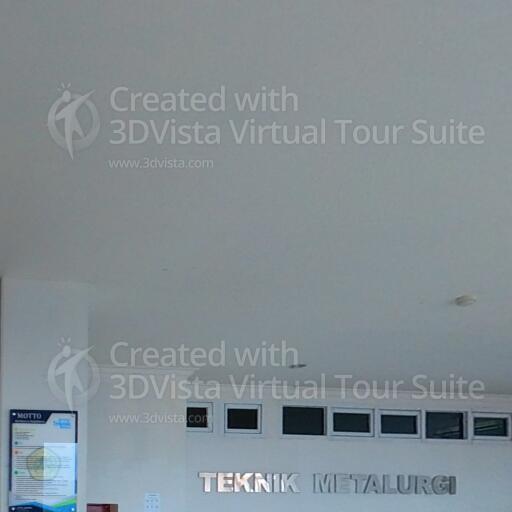 Created with
3DVista Virtual Tour Suite
www.3dvista.com
Created with
3DVista Virtual Tour Suite
www.3dvista.com
MOTTO
TEKNIK METALURGI